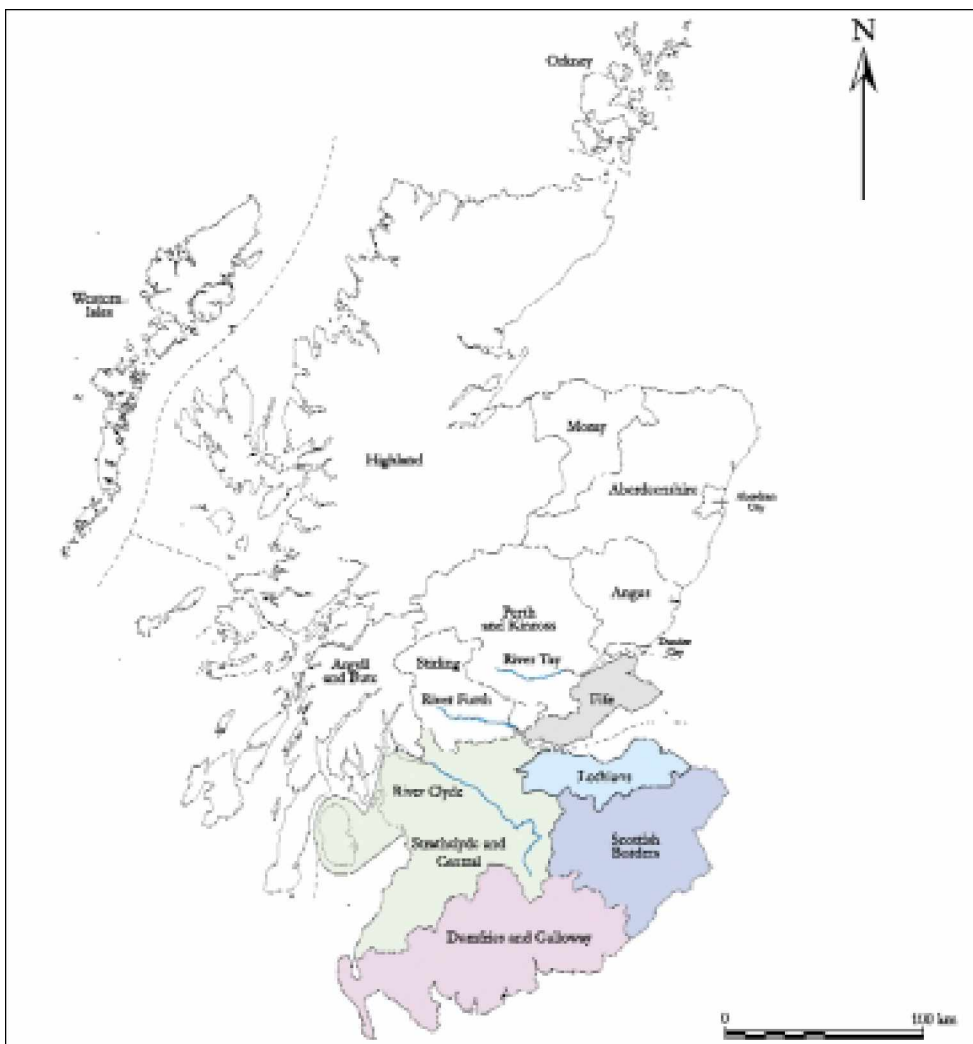 N
Orkney
Western
Isles
Moray
Highland
Aberdeenshire
Aberdeen
City
Angus
Perth
and Kinross
Dundee
City
Argyll
and Bute
Stirling
River Tay
River Forth
Fife
River Clyde
Lothians
Strathclyde and
Central
Scottish
Borders
Dumfries and Galloway
0 100 km